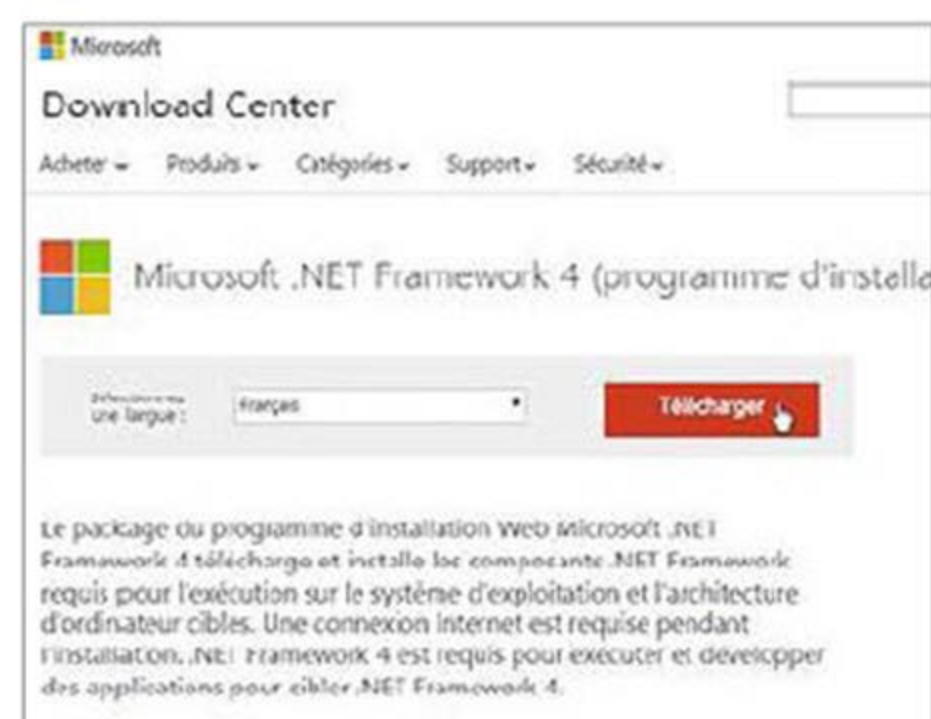 Microsoft
Download Center
Acheter Produits Catégories Support Sécurité
Microsoft .NET Framework 4 (programme d'installa
une langue :
Français
Télécharger
Le package du programme d'installation Web Microsoft .NET
Framework 4 télécharge et installe les composants .NET Framework
requis pour l'exécution sur le système d'exploitation et l'architecture
d'ordinateur cibles. Une connexion Internet est requise pendant
l'installation. .NET Framework 4 est requis pour exécuter et développer
des applications pour cibler .NET Framework 4.